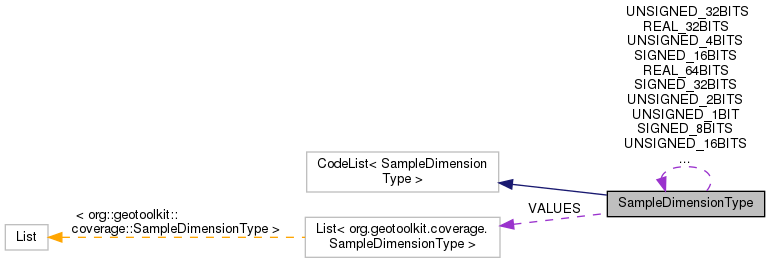 UNSIGNED_32BITS
REAL_32BITS
UNSIGNED_4BITS
SIGNED_16BITS
REAL_64BITS
SIGNED_32BITS
UNSIGNED_2BITS
UNSIGNED_1BIT
SIGNED_8BITS
UNSIGNED_16BITS
...
CodeList< SampleDimension
Type >
SampleDimensionType
VALUES
< org::geotoolkit::
coverage::SampleDimensionType >
List
List< org.geotoolkit.coverage.
SampleDimensionType >